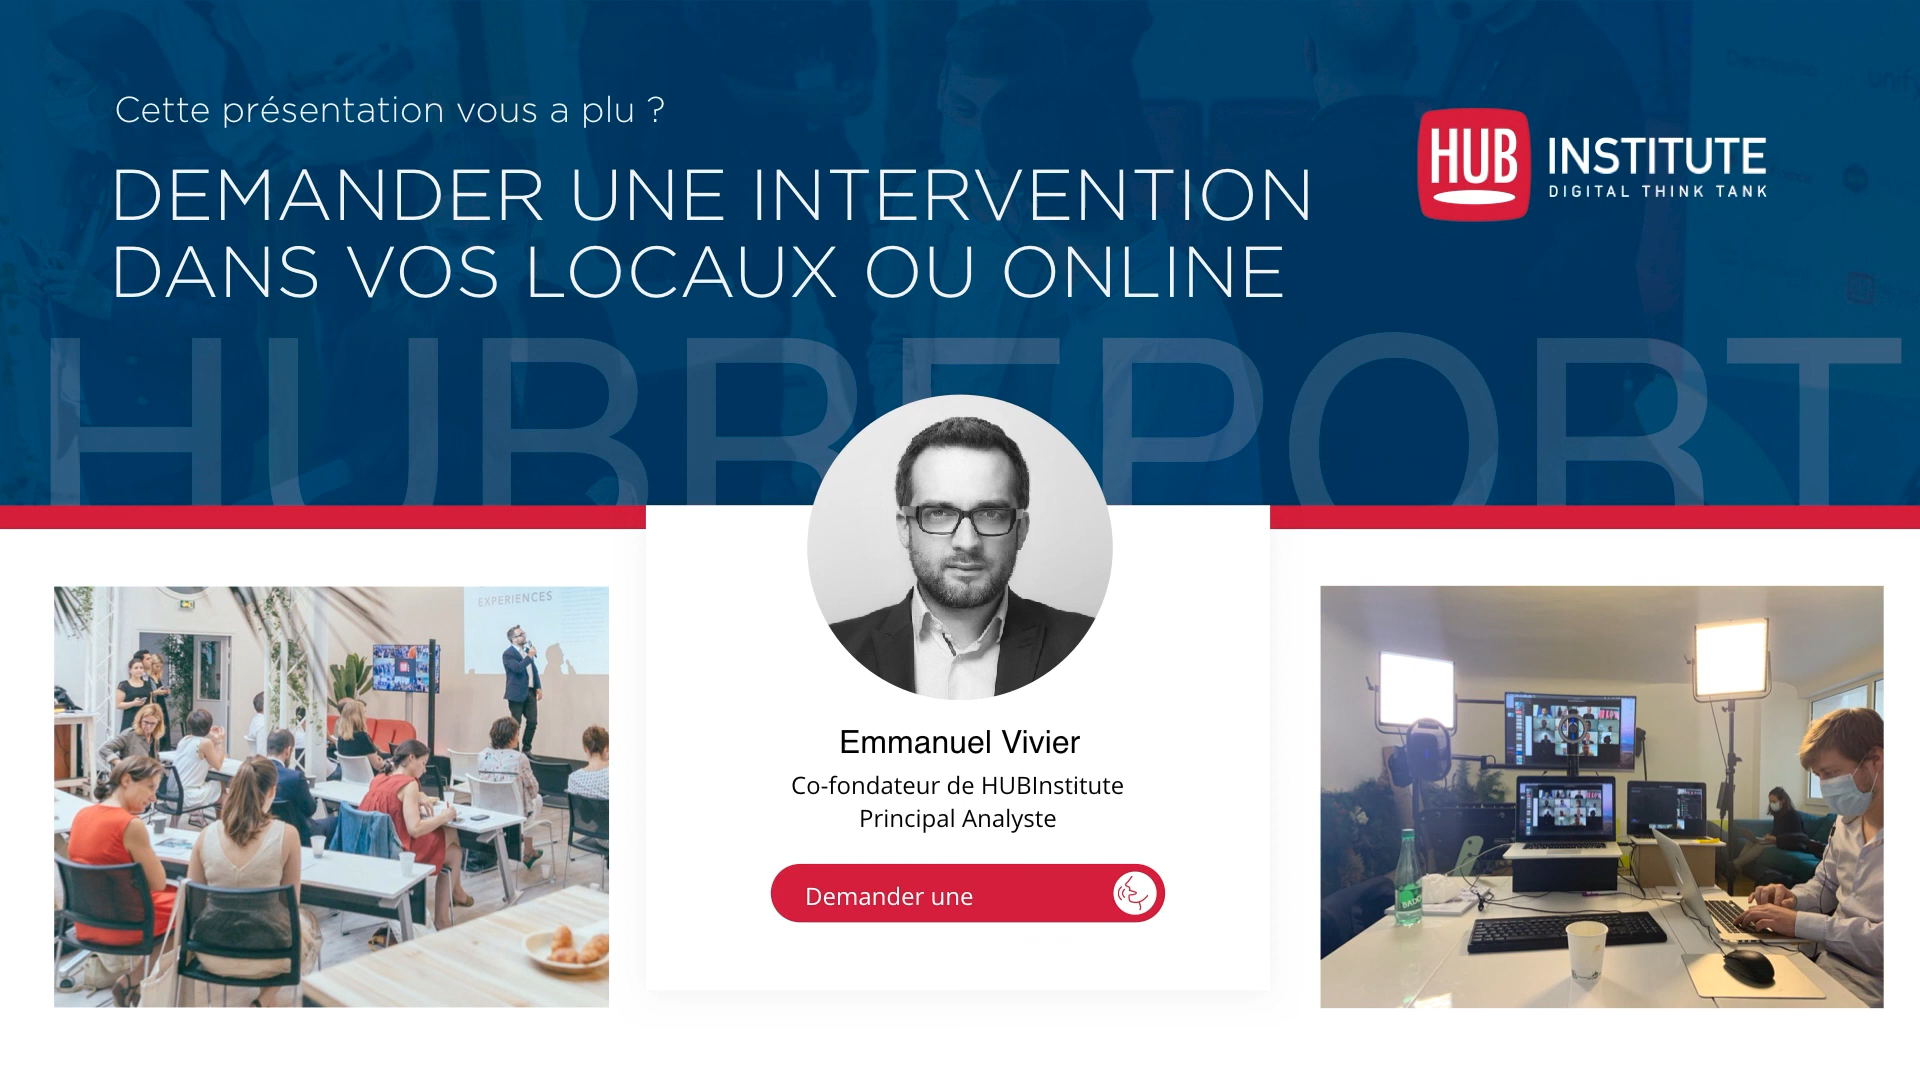 Cette présentation vous a plu ?
DEMANDER UNE INTERVENTION
DANS VOS LOCAUX OU ONLINE
HUB INSTITUTE
DIGITAL THINK TANK
HUBREPORT
EXPERIENCES
Emmanuel Vivier
Co-fondateur de HUBInstitute
Principal Analyste
Demander une